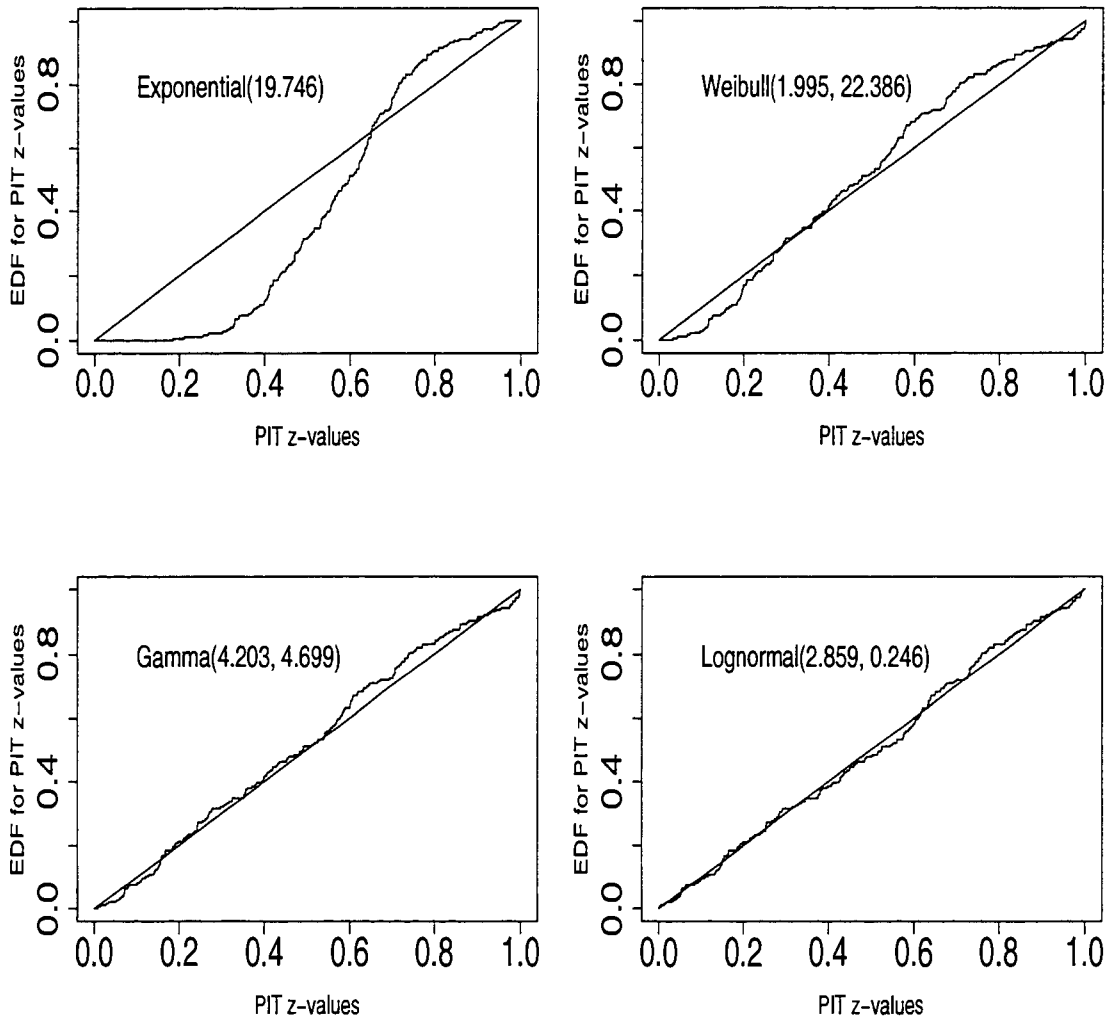 EDF for PIT z-values
0.0 0.4 0.8
Exponential(19.746)
0.0 0.2 0.4 0.6 0.8 1.0
PIT z-values
EDF for PIT z-values
0.0 0.4 0.8
Weibull(1.995, 22.386)
0.0 0.2 0.4 0.6 0.8 1.0
PIT z-values
EDF for PIT z-values
0.0 0.4 0.8
Gamma(4.203, 4.699)
0.0 0.2 0.4 0.6 0.8 1.0
PIT z-values
EDF for PIT z-values
0.0 0.4 0.8
Lognormal(2.859, 0.246)
0.0 0.2 0.4 0.6 0.8 1.0
PIT z-values